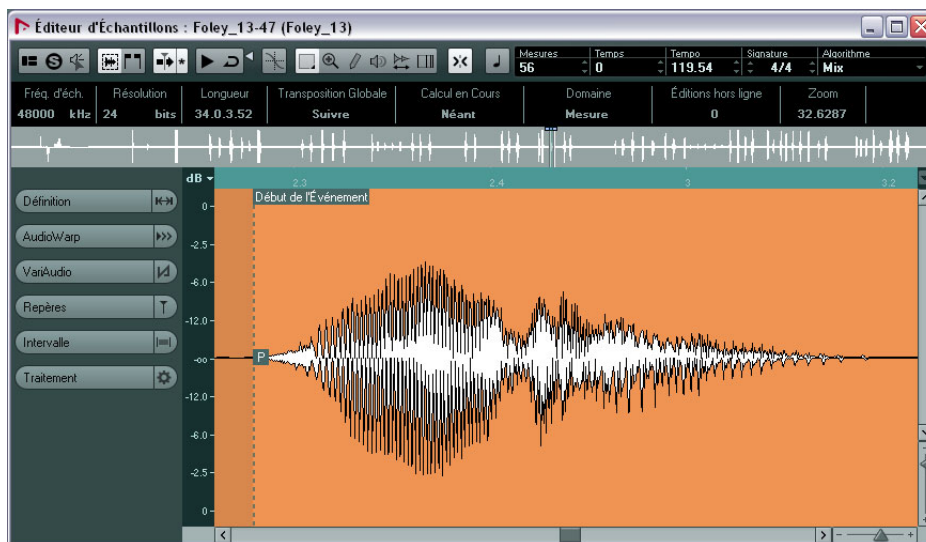 Éditeur d'Échantillons : Foley_13-47 (Foley_13)
Mesures Temps Tempo Signature Algorithme
56 0 119.54 4/4 Mix
Fréq. d'éch. Résolution Longueur Transposition Globale Calcul en Cours Domaine Éditions hors ligne Zoom
48000 kHz 24 bits 34.0.3.52 Suivre Néant Mesure 0 32.6287
dB 2.3 2.4 3 3.2
Début de l'Événement
Définition
AudioWarp
VariAudio
Repères
Intervalle
Traitement
0
-2.5
-6.0
-12.0
-∞
-12.0
-6.0
-2.5
0
P